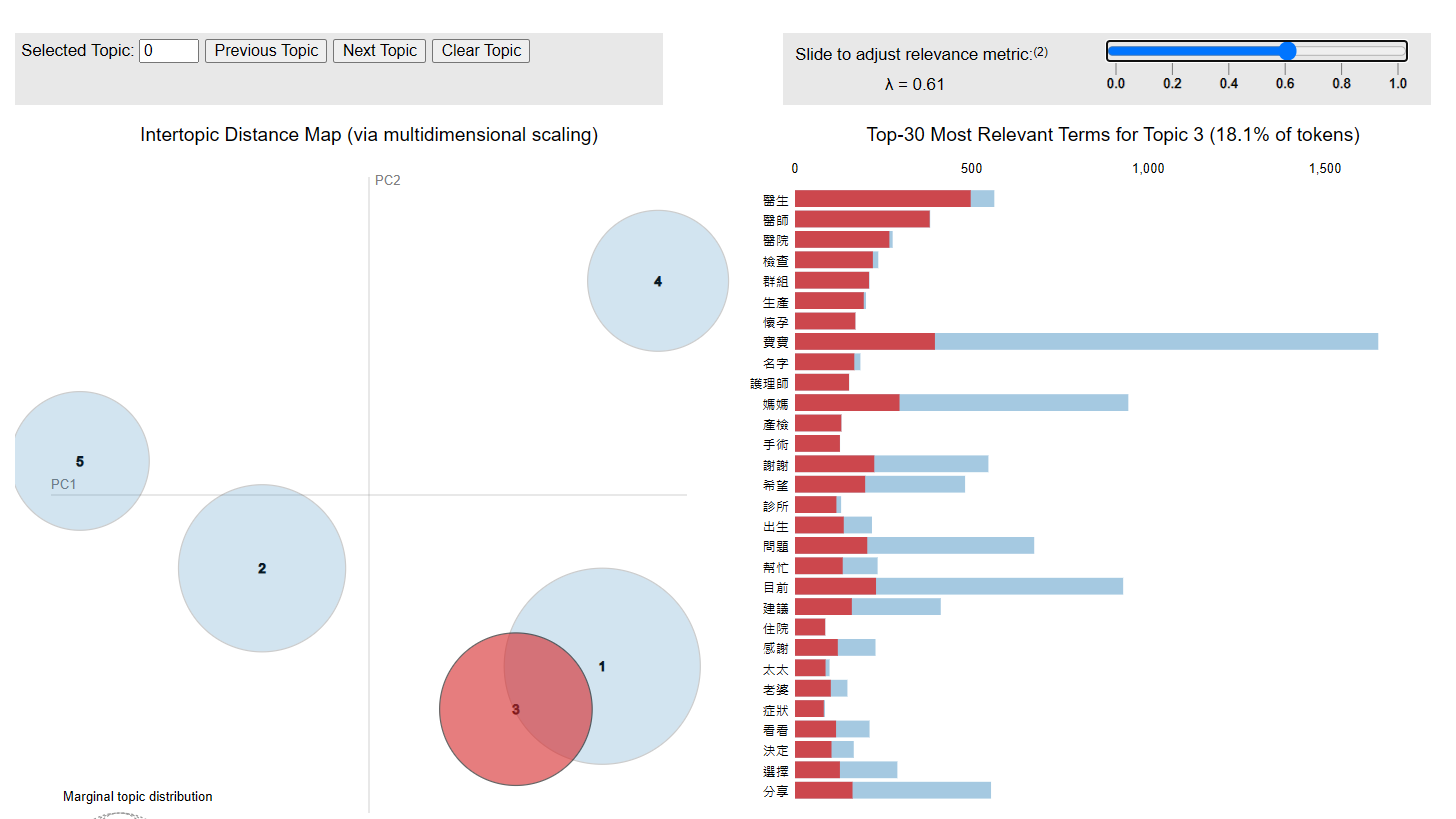 Selected Topic: 0 Previous Topic Next Topic Clear Topic
Slide to adjust relevance metric:(2)
λ = 0.61
0.0 0.2 0.4 0.6 0.8 1.0
Intertopic Distance Map (via multidimensional scaling)
PC2
4
5
PC1
2
1
3
Marginal topic distribution
Top-30 Most Relevant Terms for Topic 3 (18.1% of tokens)
0 500 1,000 1,500
醫生
醫師
醫院
檢查
群組
生產
懷孕
寶寶
名字
護理師
媽媽
產檢
手術
謝謝
希望
診所
出生
問題
幫忙
目前
建議
住院
感謝
太太
老婆
症狀
看看
決定
選擇
分享